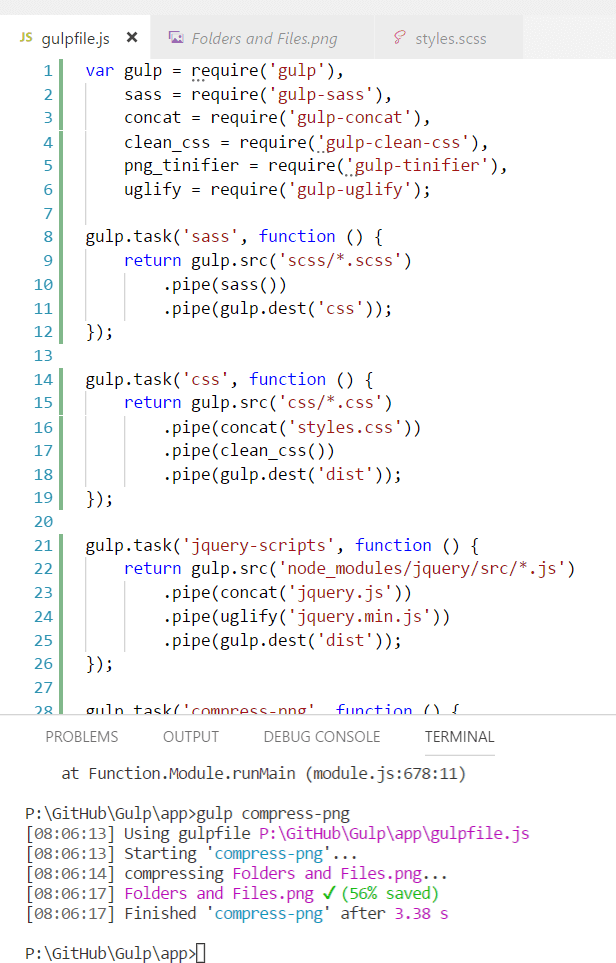 JS gulpfile.js × Folders and Files.png styles.scss
1 var gulp = require('gulp'),
2 sass = require('gulp-sass'),
3 concat = require('gulp-concat'),
4 clean_css = require('gulp-clean-css'),
5 png_tinifier = require('gulp-tinifier'),
6 uglify = require('gulp-uglify');
7
8 gulp.task('sass', function () {
9 return gulp.src('scss/*.scss')
10 .pipe(sass())
11 .pipe(gulp.dest('css'));
12 });
13
14 gulp.task('css', function () {
15 return gulp.src('css/*.css')
16 .pipe(concat('styles.css'))
17 .pipe(clean_css())
18 .pipe(gulp.dest('dist'));
19 });
20
21 gulp.task('jquery-scripts', function () {
22 return gulp.src('node_modules/jquery/src/*.js')
23 .pipe(concat('jquery.js'))
24 .pipe(uglify('jquery.min.js'))
25 .pipe(gulp.dest('dist'));
26 });
27
28 gulp.task('compress-png', function () {
PROBLEMS OUTPUT DEBUG CONSOLE TERMINAL
at Function.Module.runMain (module.js:678:11)
P:\GitHub\Gulp\app>gulp compress-png
[08:06:13] Using gulpfile P:\GitHub\Gulp\app\gulpfile.js
[08:06:13] Starting 'compress-png'...
[08:06:14] compressing Folders and Files.png...
[08:06:17] Folders and Files.png ✔ (56% saved)
[08:06:17] Finished 'compress-png' after 3.38 s
P:\GitHub\Gulp\app>